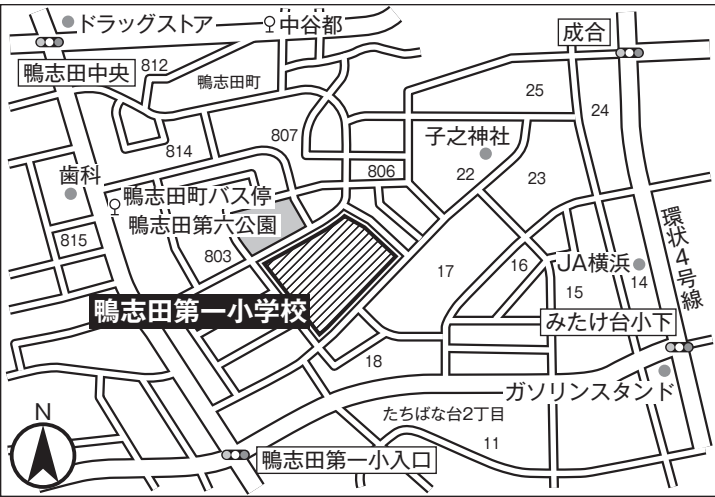 ドラッグストア
中谷都
成合
鴨志田中央
812
鴨志田町
25
24
807
子之神社
814
歯科
806
22
23
鴨志田町バス停
鴨志田第六公園
815
803
環状4号線
17
16
JA横浜
15
14
鴨志田第一小学校
みたけ台小下
18
ガソリンスタンド
たちばな台2丁目
N
11
鴨志田第一小入口